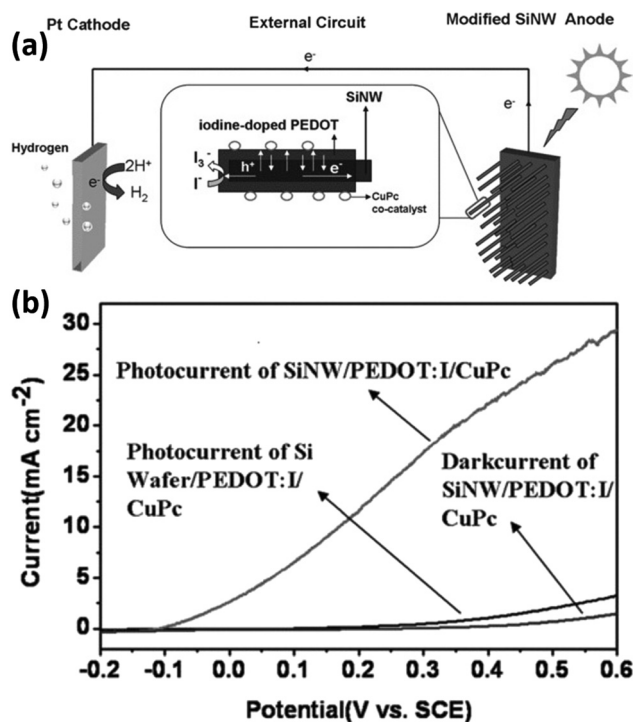 (a)
Pt Cathode
External Circuit
Modified SiNW Anode
e-
SiNW
e-
iodine-doped PEDOT
Hydrogen
2H+
e-
H2
I3-
I-
h+
e-
CuPc
co-catalyst
(b)
30
25
20
15
10
5
0
Current(mA cm-2)
Photocurrent of SiNW/PEDOT:I/CuPc
Photocurrent of Si
Wafer/PEDOT:I/
CuPc
Darkcurrent of
SiNW/PEDOT:I/
CuPc
-0.2 -0.1 0.0 0.1 0.2 0.3 0.4 0.5 0.6
Potential(V vs. SCE)